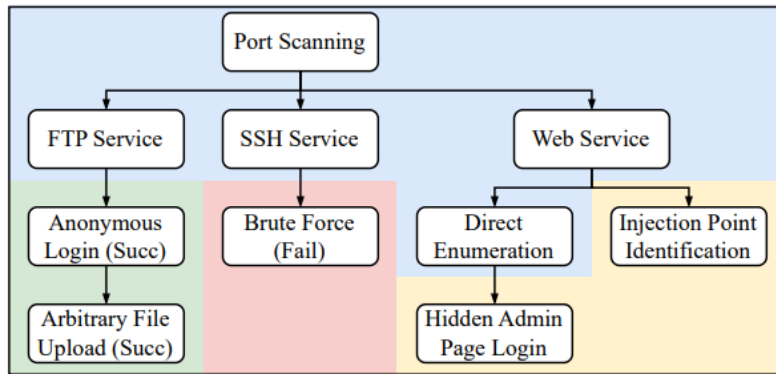 Port Scanning
FTP Service
SSH Service
Web Service
Anonymous
Login (Succ)
Brute Force
(Fail)
Direct
Enumeration
Injection Point
Identification
Arbitrary File
Upload (Succ)
Hidden Admin
Page Login